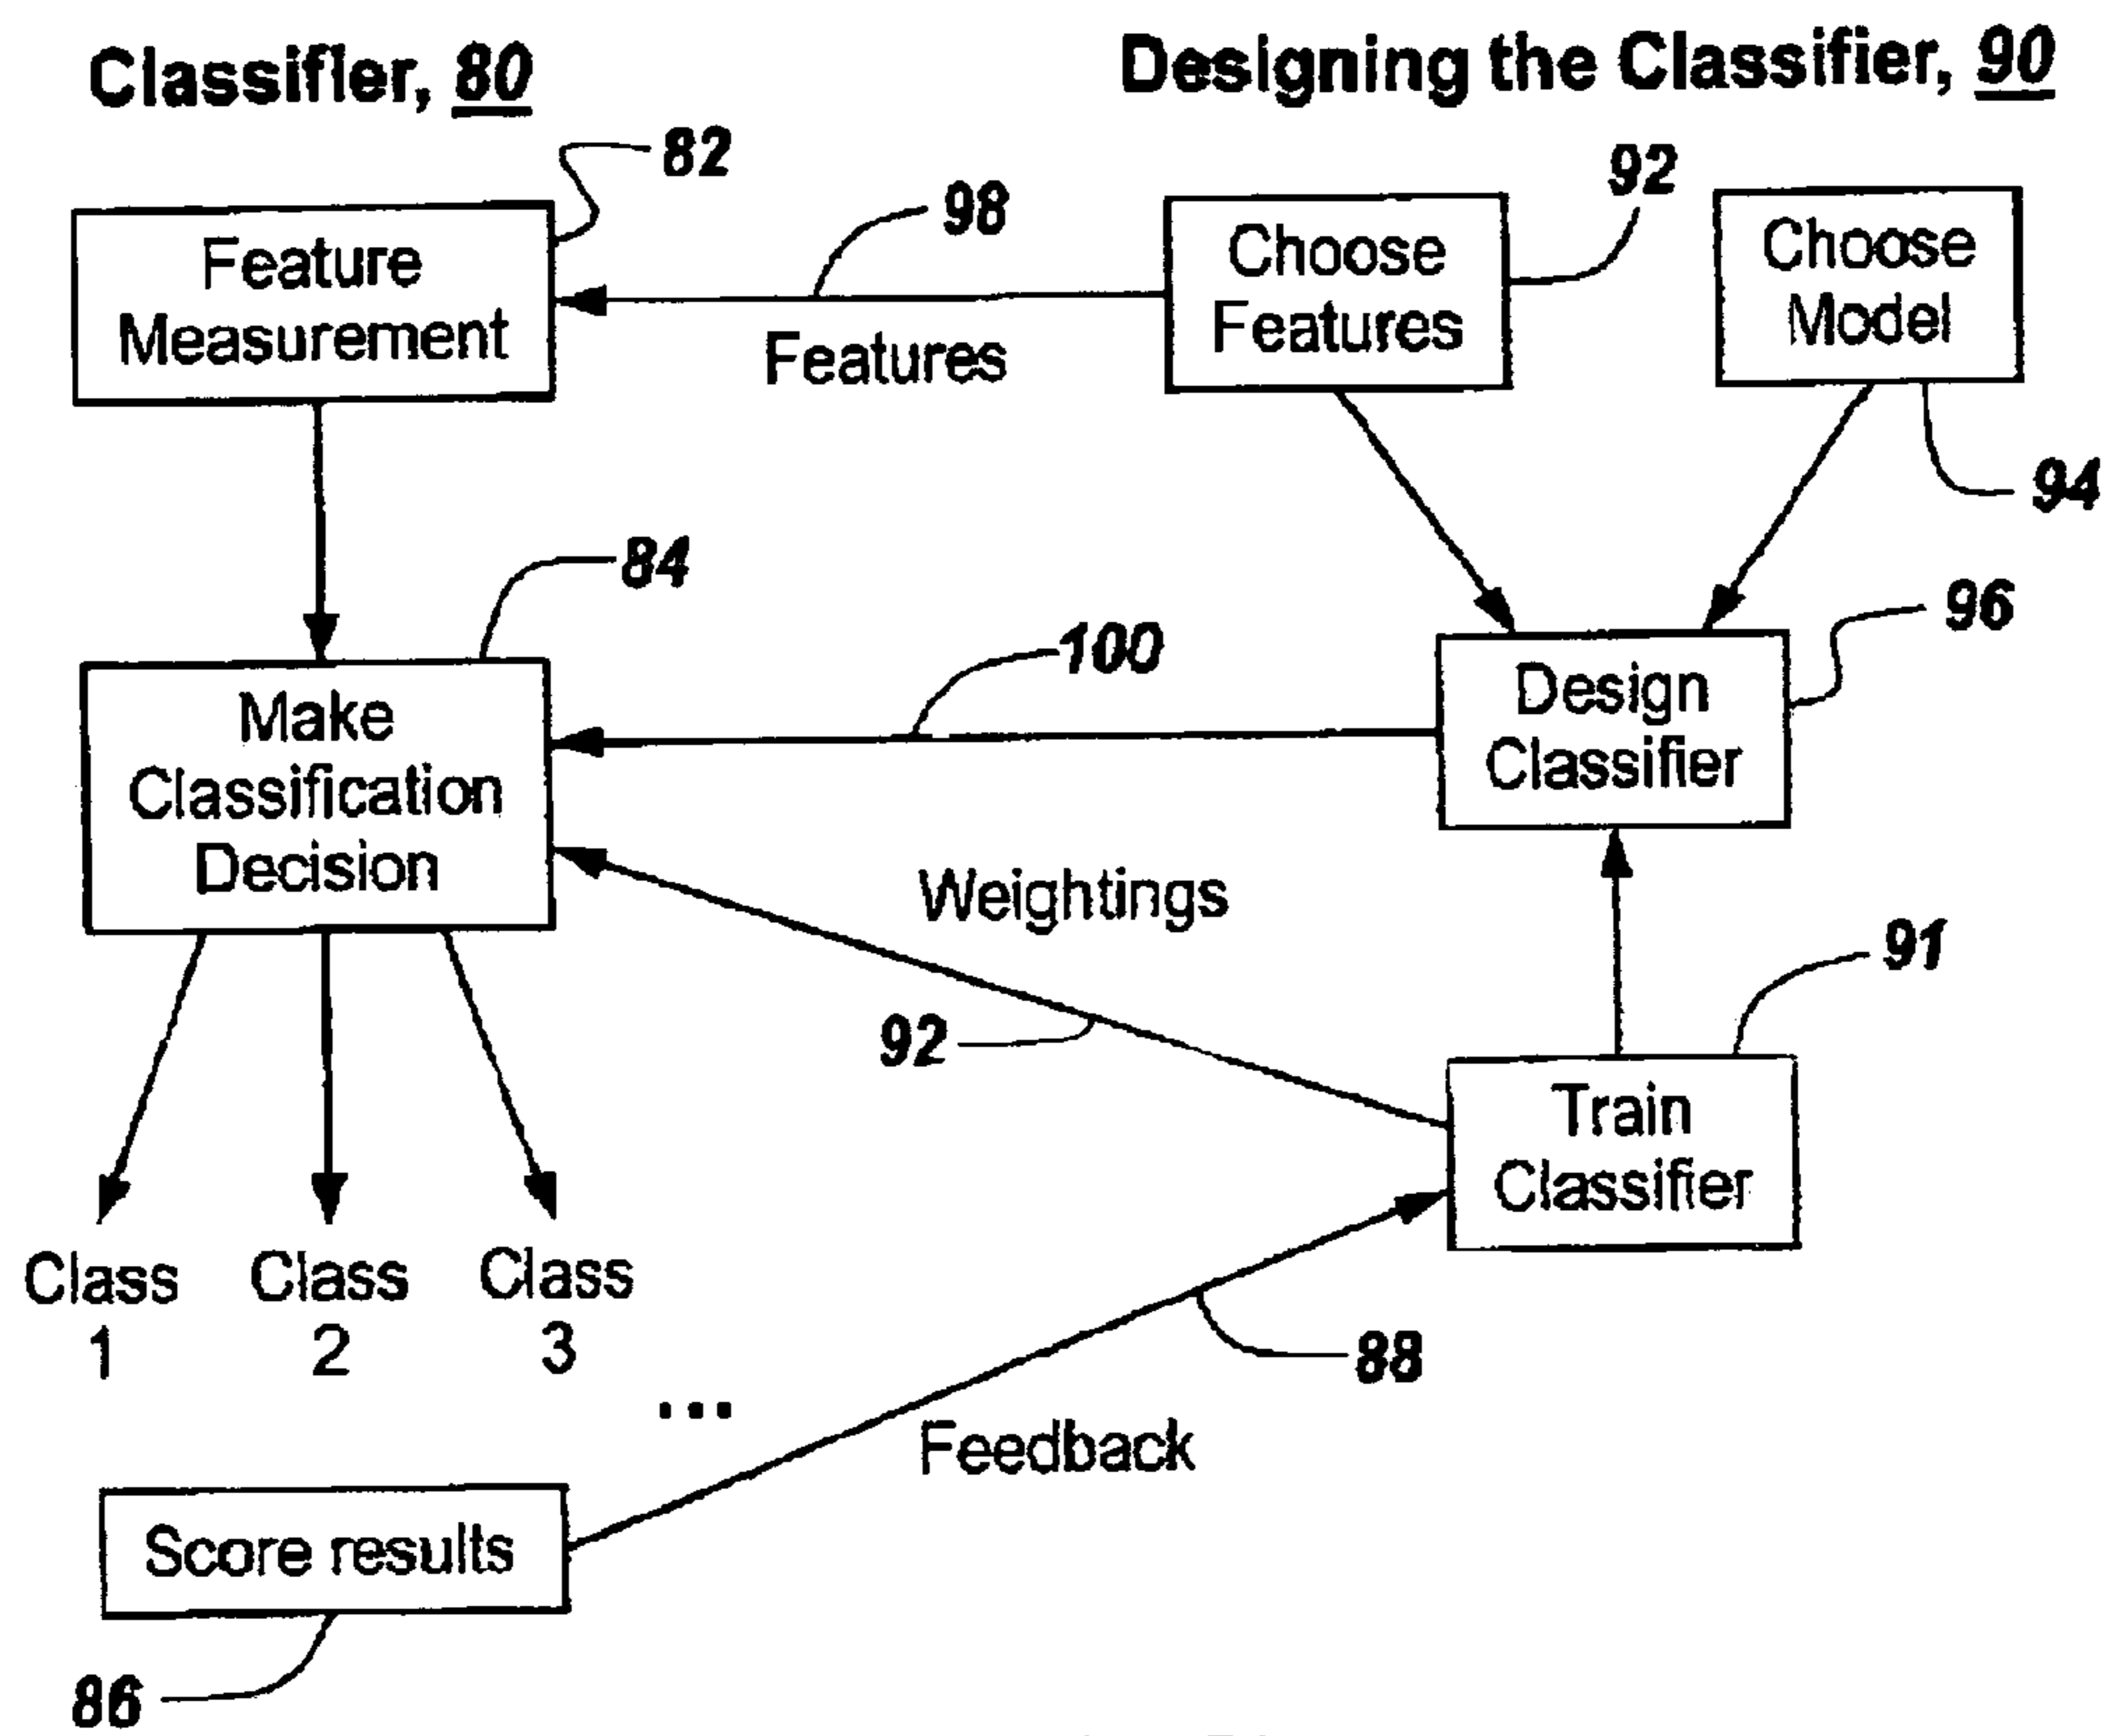 Classifier, 80
Designing the Classifier, 90
82
98
92
Feature
Measurement
Features
Choose
Features
Choose
Model
94
84
100
96
Make
Classification
Decision
Design
Classifier
Weightings
92
91
Train
Classifier
Class
1
Class
2
Class
3
...
88
Feedback
Score results
86